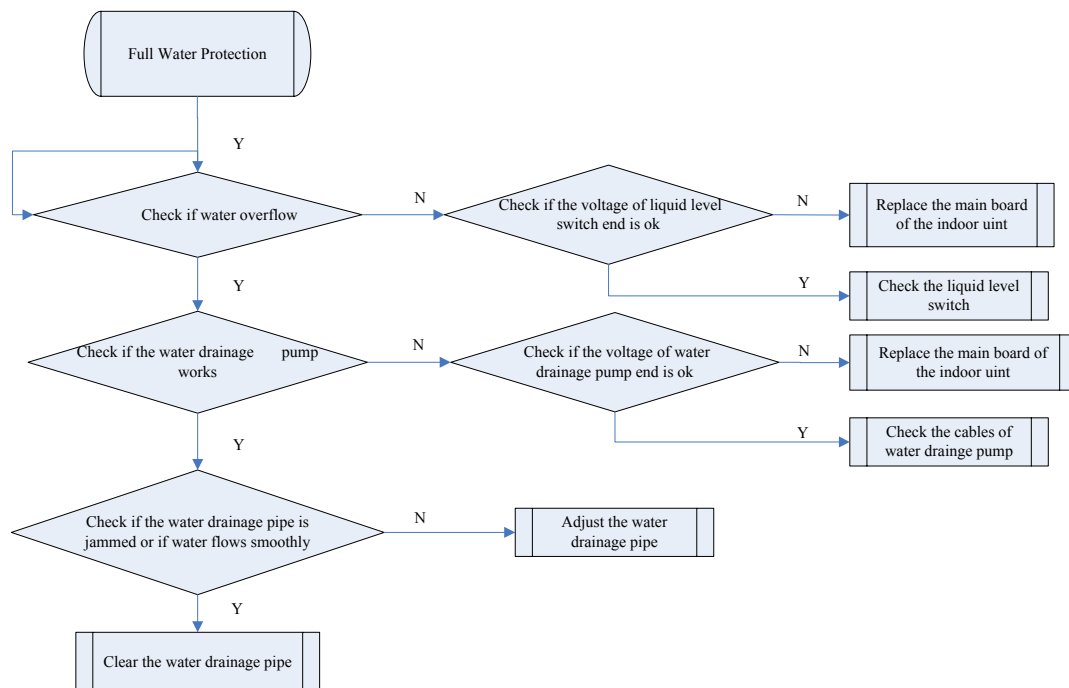 Full Water Protection
Y
Check if water overflow
N
Check if the voltage of liquid level
switch end is ok
N
Replace the main board
of the indoor uint
Y
Check the liquid level
switch
Y
Check if the water drainage pump
works
N
Check if the voltage of water
drainage pump end is ok
N
Replace the main board of
the indoor uint
Y
Check the cables of
water drainge pump
Y
Check if the water drainage pipe is
jammed or if water flows smoothly
N
Adjust the water
drainage pipe
Y
Clear the water drainage pipe